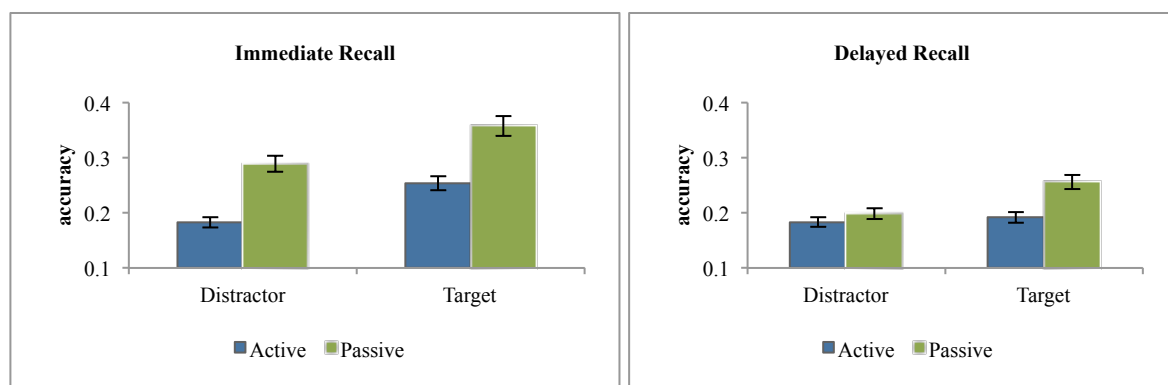 Immediate Recall
accuracy
0.4
0.3
0.2
0.1
Distractor Target
Active Passive
Delayed Recall
accuracy
0.4
0.3
0.2
0.1
Distractor Target
Active Passive